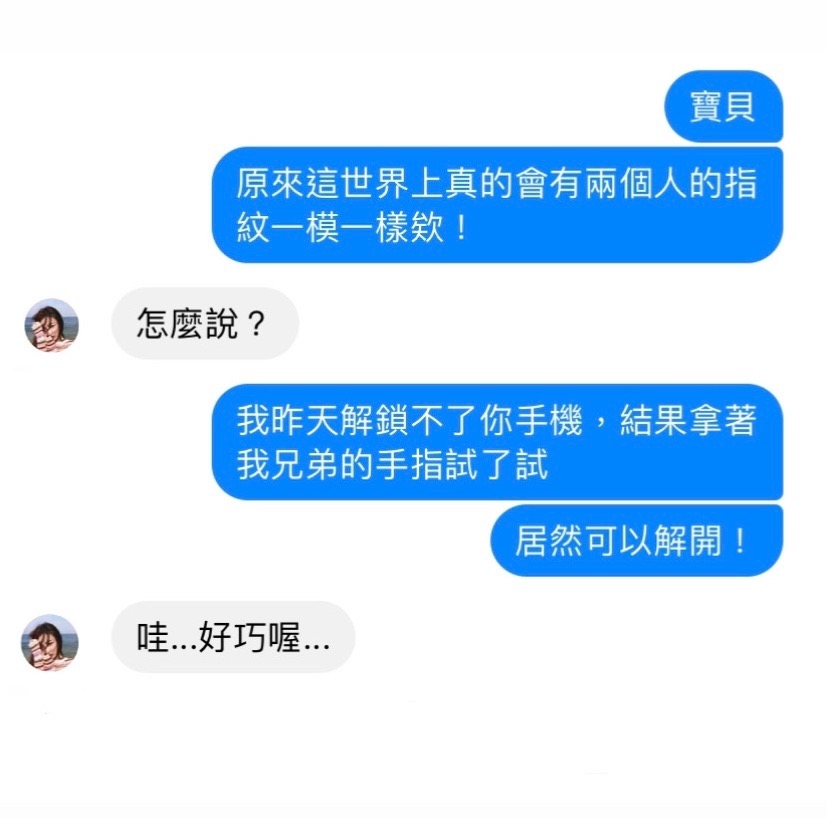 寶貝
原來這世界上真的會有兩個人的指
紋一模一樣欸！
怎麼說？
我昨天解鎖不了你手機，結果拿著
我兄弟的手指試了試
居然可以解開！
哇...好巧喔...